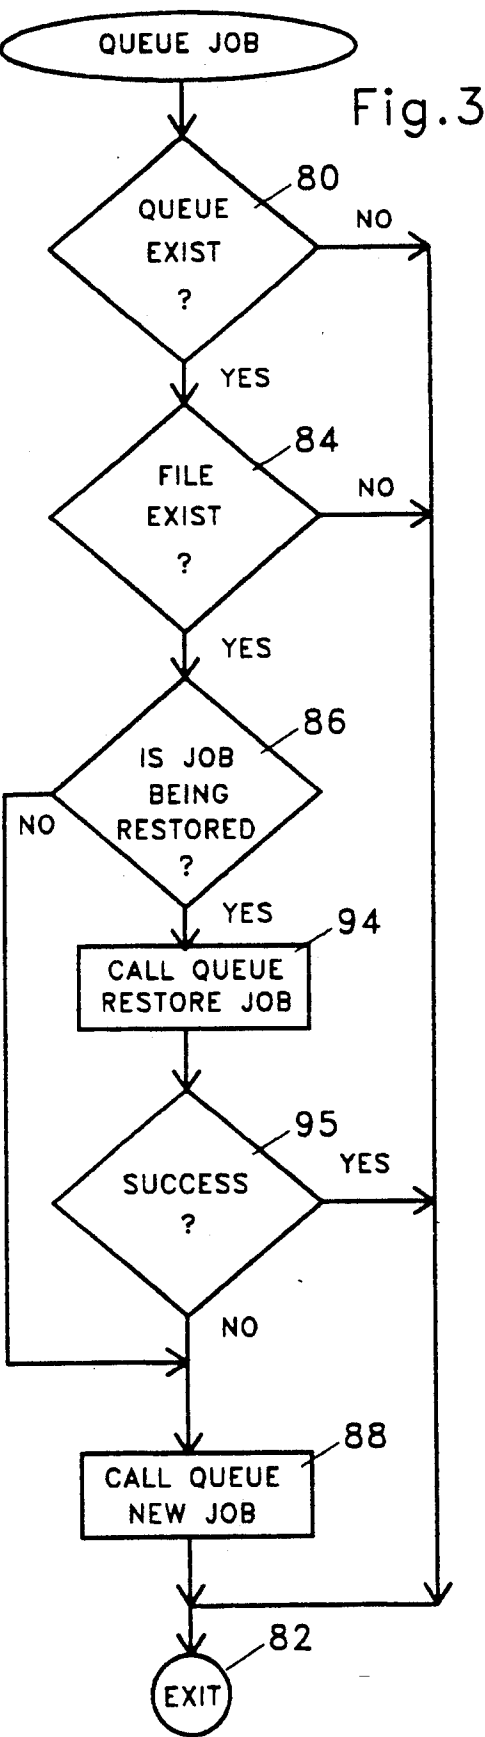 QUEUE JOB
Fig.3
80
QUEUE
EXIST
?
NO
YES
84
FILE
EXIST
?
NO
YES
86
IS JOB
BEING
RESTORED
?
NO
YES
94
CALL QUEUE
RESTORE JOB
95
SUCCESS
?
YES
NO
88
CALL QUEUE
NEW JOB
82
EXIT